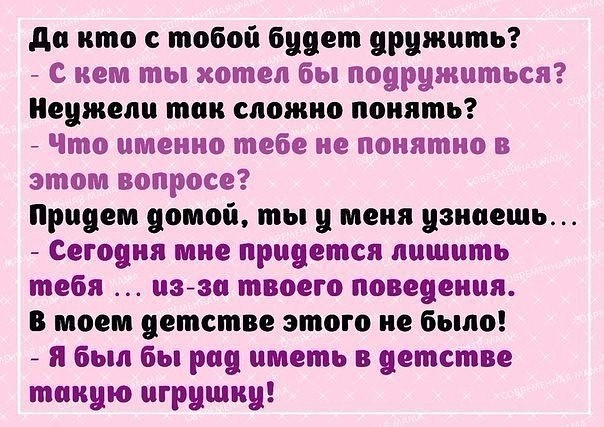 Да кто с тобой будет дружить?
- С кем ты хотел бы подружиться?
Неужели так сложно понять?
- Что именно тебе не понятно в
этом вопросе?
Придем домой, ты у меня узнаешь...
- Сегодня мне придется лишить
тебя ... из-за твоего поведения.
В моем детстве этого не было!
- Я был бы рад иметь в детстве
такую игрушку!